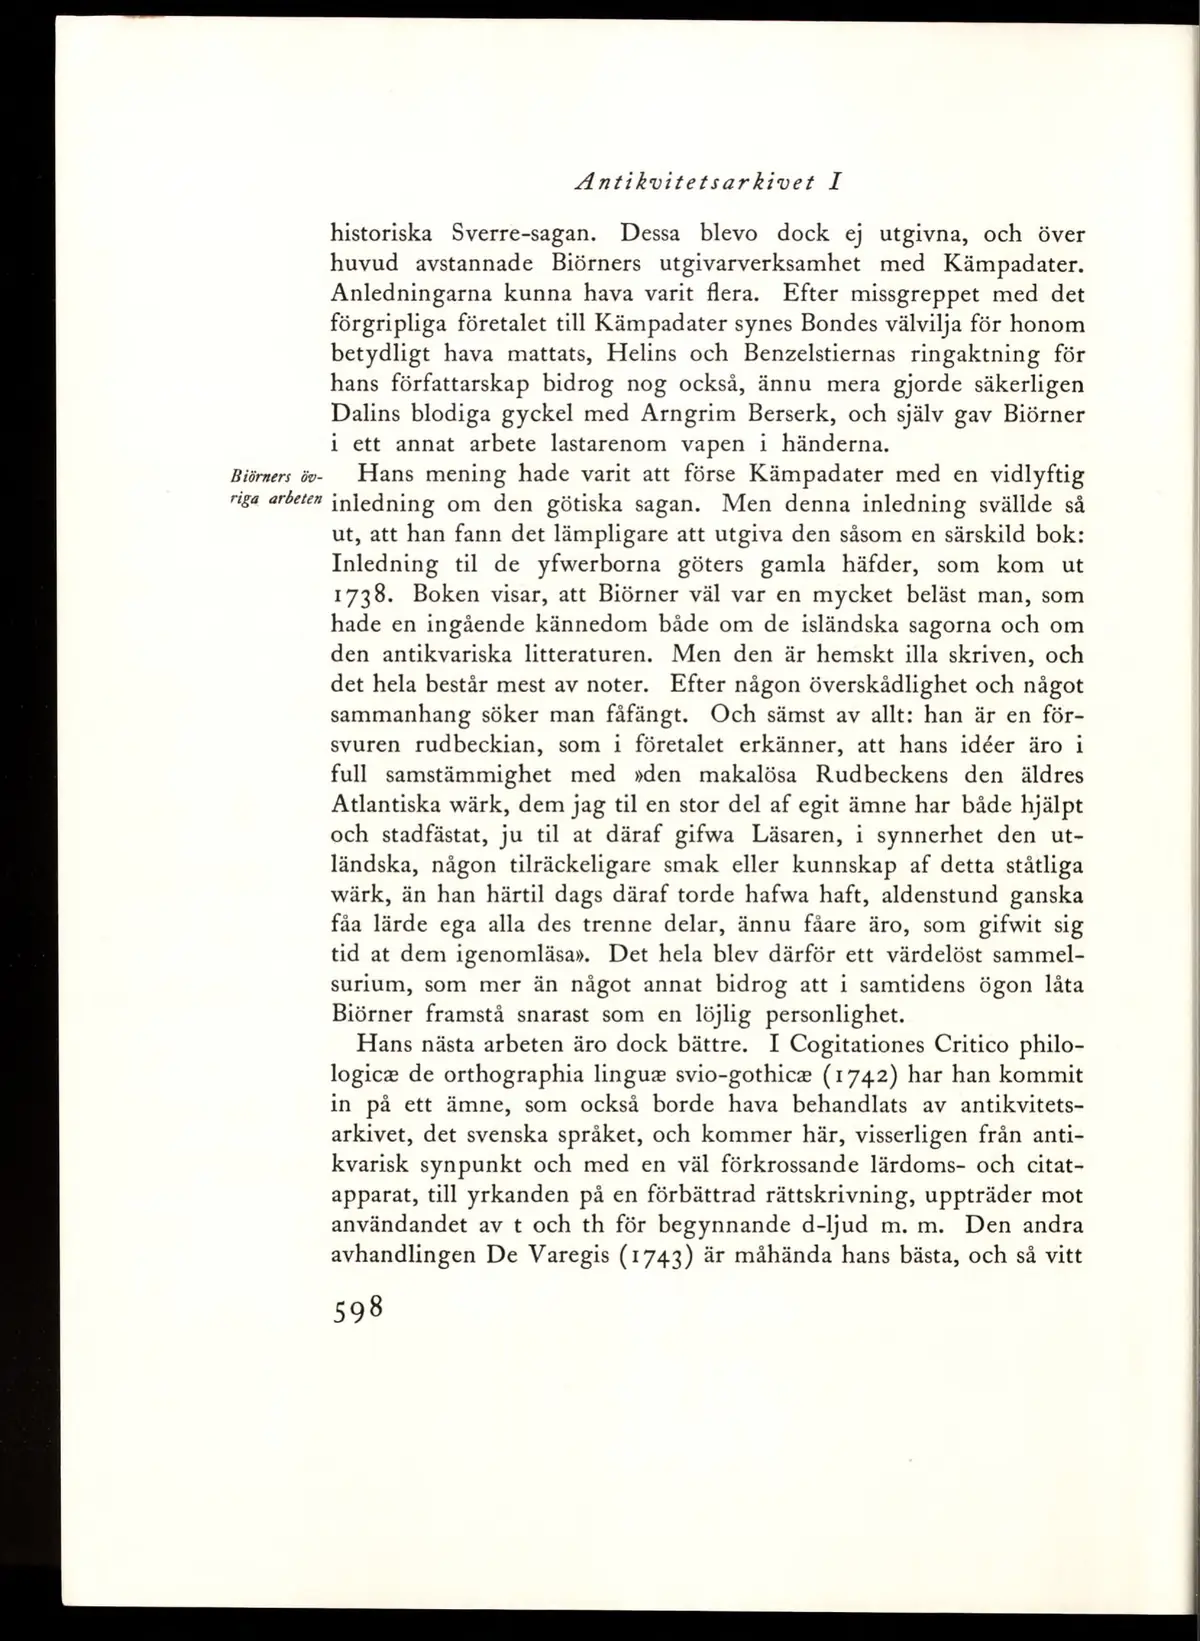 Antikvitetsarkivet I
historiska Sverre-sagan. Dessa blevo dock ej utgivna, och över
huvud avstannade Biörners utgivarverksamhet med Kämpadater.
Anledningarna kunna hava varit flera. Efter missgreppet med det
förgripliga företalet till Kämpadater synes Bondes välvilja för honom
betydligt hava mattats, Helins och Benzelstiernas ringaktning för
hans författarskap bidrog nog också, ännu mera gjorde säkerligen
Dalins blodiga gyckel med Arngrim Berserk, och själv gav Biörner
i ett annat arbete lastarenom vapen i händerna.
Biörners öv-
riga arbeten
Hans mening hade varit att förse Kämpadater med en vidlyftig
inledning om den götiska sagan. Men denna inledning svällde så
ut, att han fann det lämpligare att utgiva den såsom en särskild bok:
Inledning til de yfwerborna göters gamla häfder, som kom ut
1738. Boken visar, att Biörner väl var en mycket beläst man, som
hade en ingående kännedom både om de isländska sagorna och om
den antikvariska litteraturen. Men den är hemskt illa skriven, och
det hela består mest av noter. Efter någon överskådlighet och något
sammanhang söker man fåfängt. Och sämst av allt: han är en för-
svuren rudbeckian, som i företalet erkänner, att hans idéer äro i
full samstämmighet med »den makalösa Rudbeckens den äldres
Atlantiska wärk, dem jag til en stor del af egit ämne har både hjälpt
och stadfästat, ju til at däraf gifwa Läsaren, i synnerhet den ut-
ländska, någon tilräckeligare smak eller kunnskap af detta ståtliga
wärk, än han härtil dags däraf torde hafwa haft, aldenstund ganska
fåa lärde ega alla des trenne delar, ännu fåare äro, som gifwit sig
tid at dem igenomläsa». Det hela blev därför ett värdelöst sammel-
surium, som mer än något annat bidrog att i samtidens ögon låta
Biörner framstå snarast som en löjlig personlighet.
Hans nästa arbeten äro dock bättre. I Cogitationes Critico philo-
logicæ de orthographia linguæ svio-gothicæ (1742) har han kommit
in på ett ämne, som också borde hava behandlats av antikvitets-
arkivet, det svenska språket, och kommer här, visserligen från anti-
kvarisk synpunkt och med en väl förkrossande lärdoms- och citat-
apparat, till yrkanden på en förbättrad rättskrivning, uppträder mot
användandet av t och th för begynnande d-ljud m. m. Den andra
avhandlingen De Varegis (1743) är måhända hans bästa, och så vitt
598